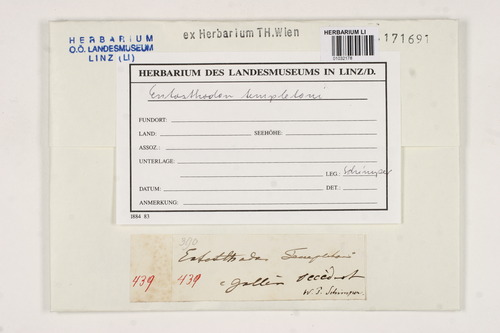 HERBARIUM
O.Ö. LANDESMUSEUM
LINZ (LI)
ex Herbarium TH.Wien
HERBARIUM LI
171691
HERBARIUM DES LANDESMUSEUMS IN LINZ/D.
Entosthodon templetoni
FUNDORT:
LAND: SEEHÖHE:
ASSOZ.:
UNTERLAGE:
LEG.: Schimper
DATUM: DET.:
ANMERKUNG:
1884 83
Entosthodon Templetoni
439 439 e Gallia
W. P. Schimper.